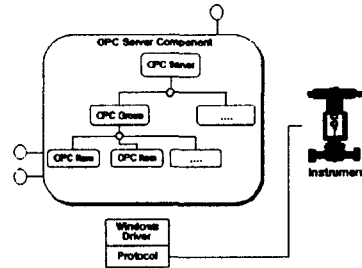 OPC Server Component
OPC Server
OPC Group
....
OPC Item
OPC Item
....
Instrument
Windows
Driver
Protocol